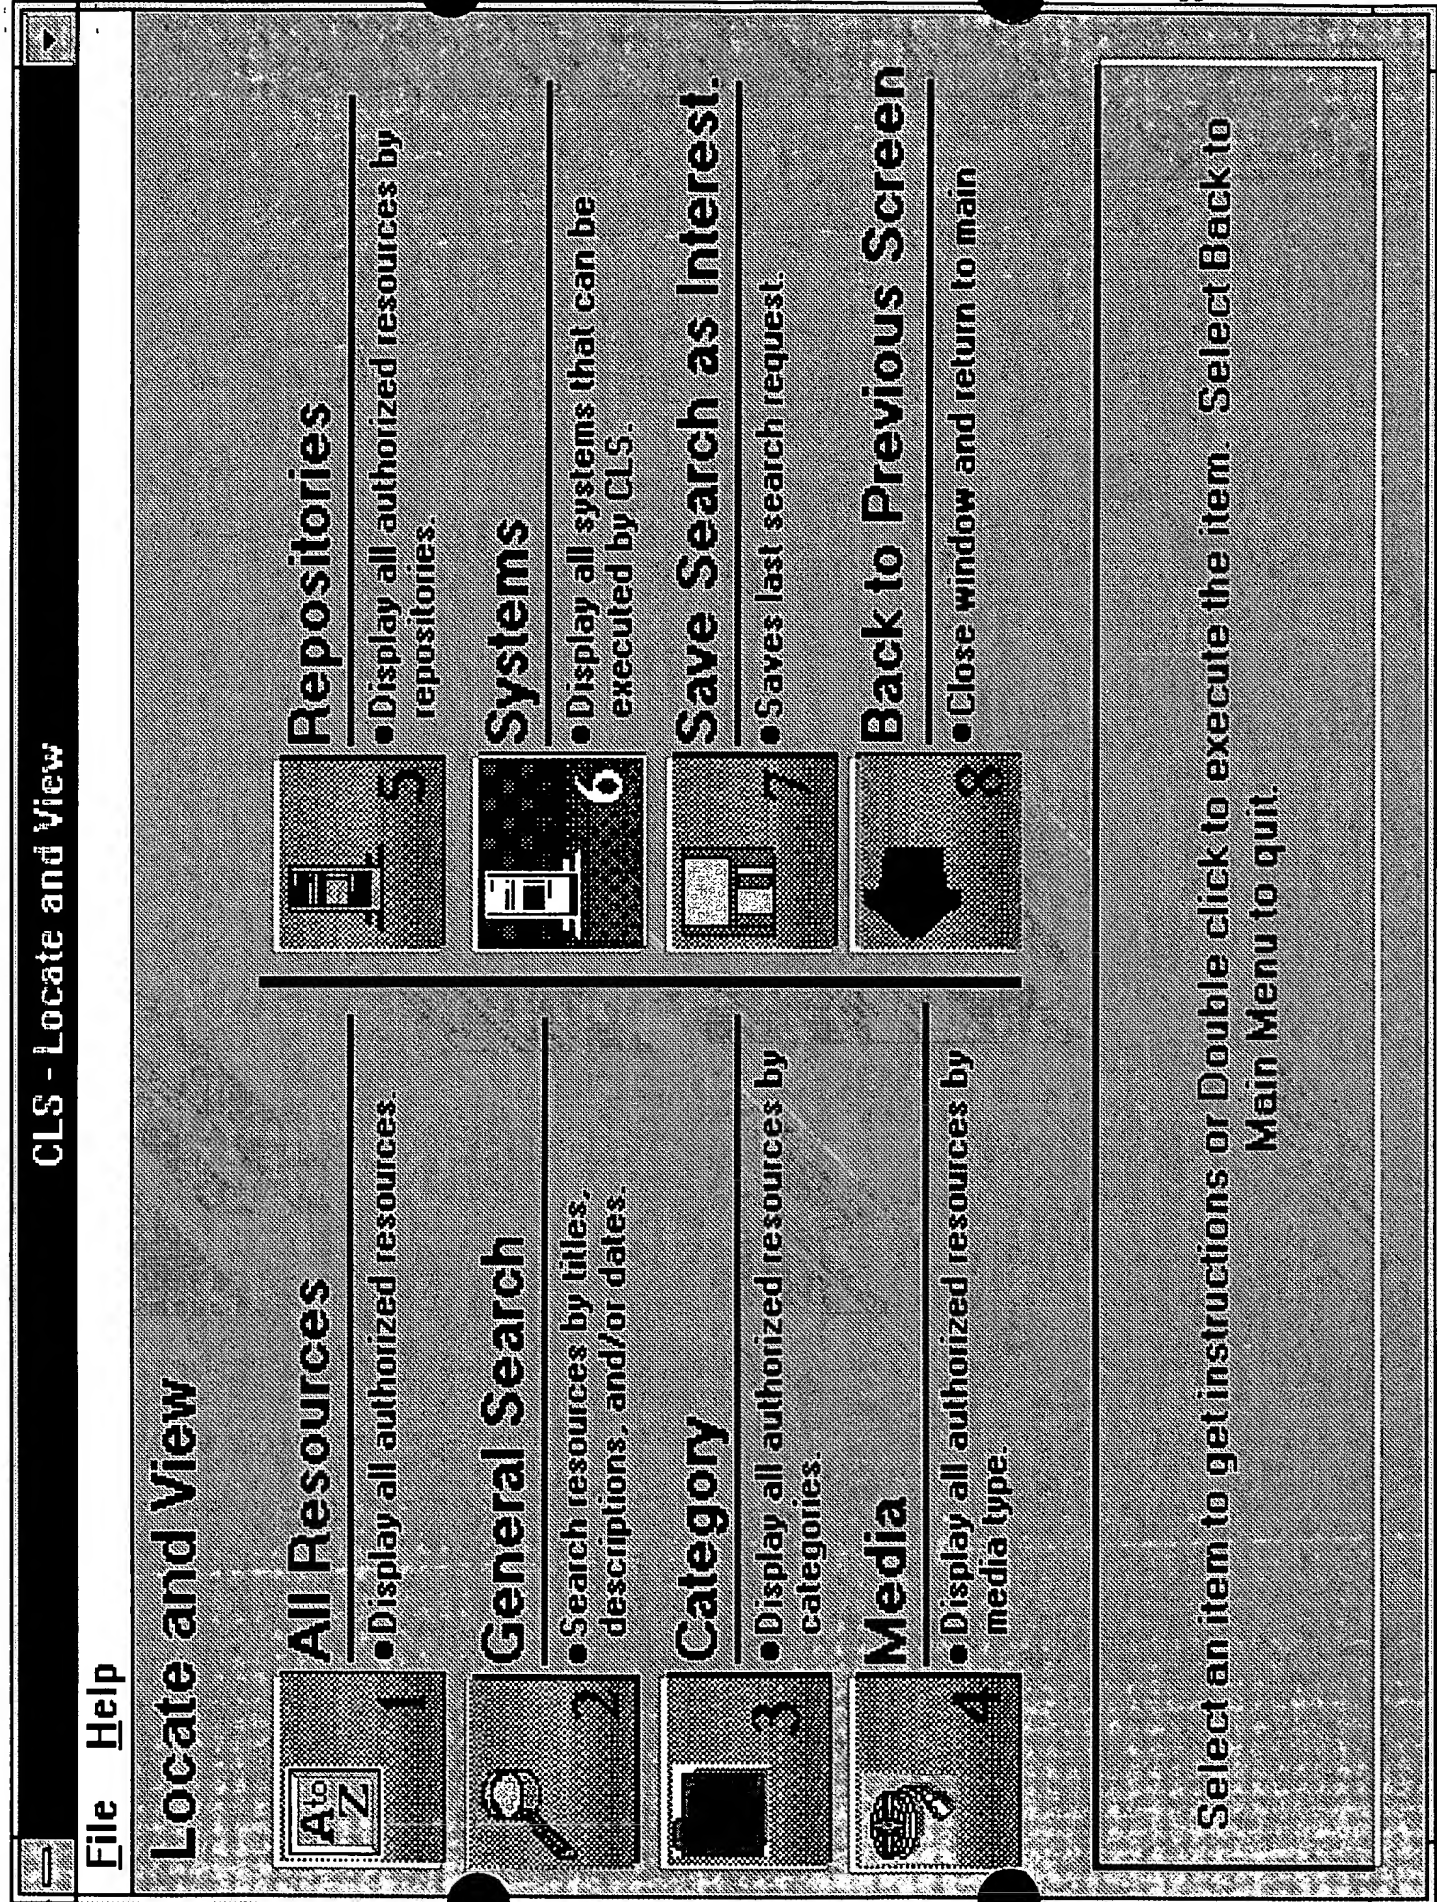 CLS - Locate and View
File Help
Locate and View
A to
Z
1
All Resources
●Display all authorized resources.
2
General Search
●Search resources by titles,
descriptions, and/or dates.
3
Category
●Display all authorized resources by
categories.
4
Media
●Display all authorized resources by
media type.
5
Repositories
●Display all authorized resources by
repositories.
6
Systems
●Display all systems that can be
executed by CLS.
7
Save Search as Interest.
●Saves last search request.
8
Back to Previous Screen
●Close window and return to main
Select an item to get instructions or Double click to execute the item. Select Back to
Main Menu to quit.